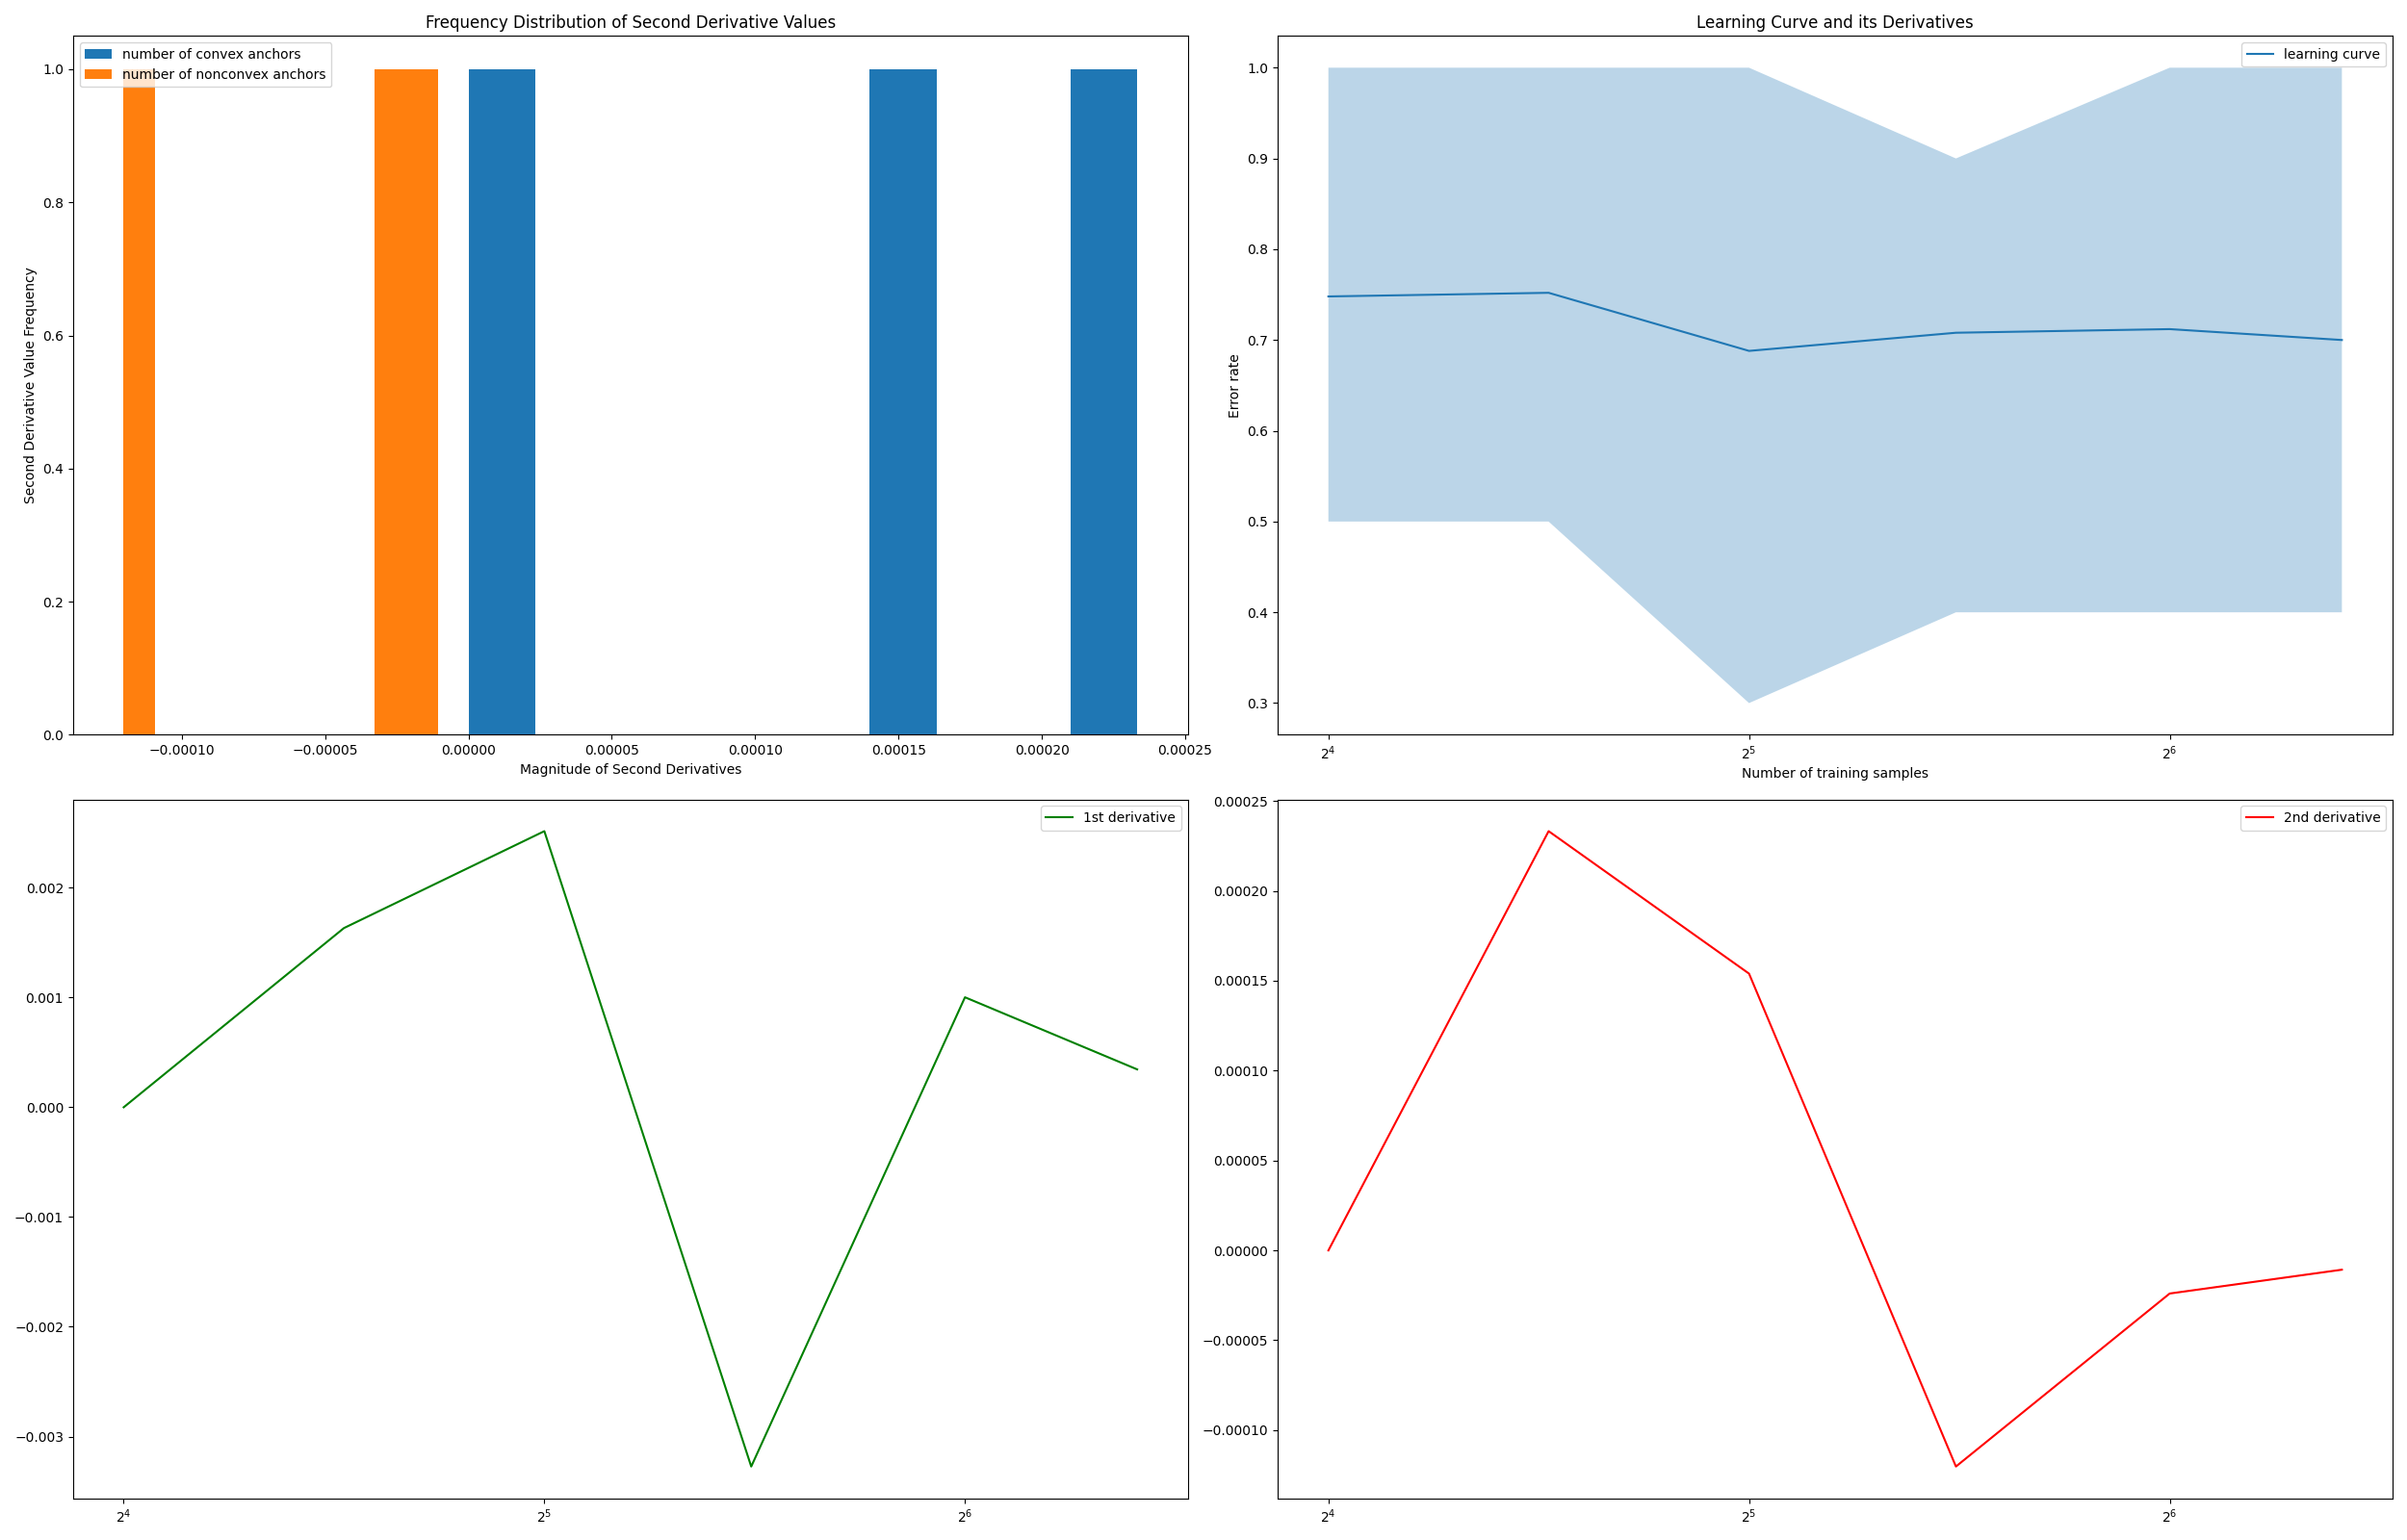 Frequency Distribution of Second Derivative Values
number of convex anchors
number of nonconvex anchors
Second Derivative Value Frequency
1.0
0.8
0.6
0.4
0.2
0.0
−0.00010 −0.00005 0.00000 0.00005 0.00010 0.00015 0.00020 0.00025
Magnitude of Second Derivatives
Learning Curve and its Derivatives
learning curve
Error rate
1.0
0.9
0.8
0.7
0.6
0.5
0.4
0.3
2⁴ 2⁵ 2⁶
Number of training samples
1st derivative
0.002
0.001
0.000
−0.001
−0.002
−0.003
2⁴ 2⁵ 2⁶
2nd derivative
0.00025
0.00020
0.00015
0.00010
0.00005
0.00000
−0.00005
−0.00010
2⁴ 2⁵ 2⁶